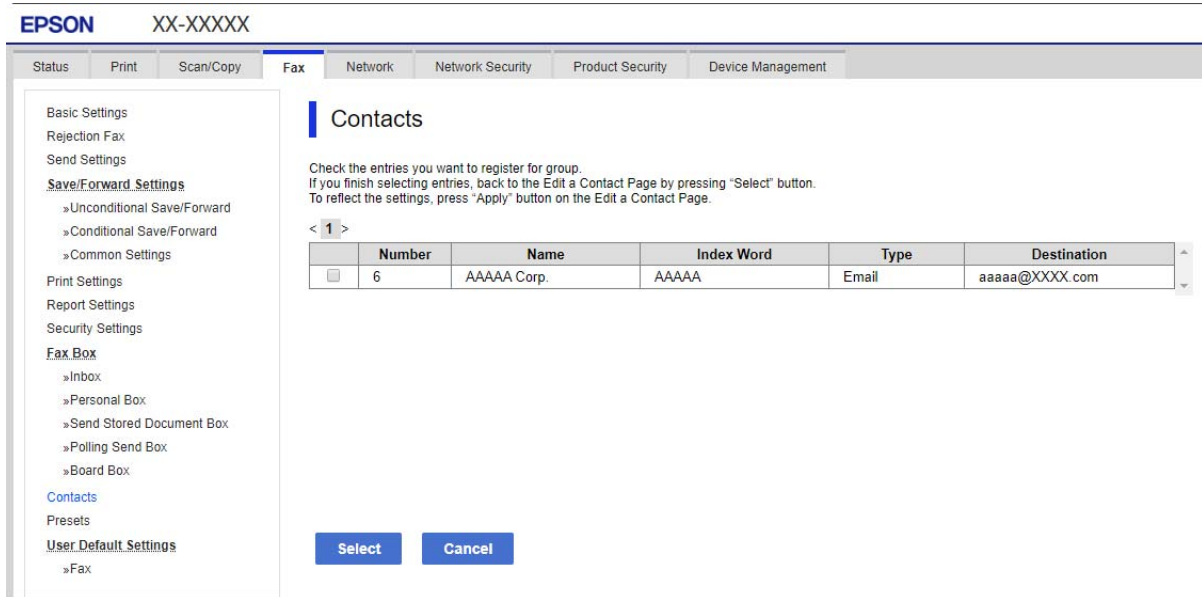 EPSON XX-XXXXX
Status Print Scan/Copy Fax Network Network Security Product Security Device Management
Basic Settings
Rejection Fax
Send Settings
Save/Forward Settings
»Unconditional Save/Forward
»Conditional Save/Forward
»Common Settings
Print Settings
Report Settings
Security Settings
Fax Box
»Inbox
»Personal Box
»Send Stored Document Box
»Polling Send Box
»Board Box
Contacts
Presets
User Default Settings
»Fax
Contacts
Check the entries you want to register for group.
If you finish selecting entries, back to the Edit a Contact Page by pressing “Select” button.
To reflect the settings, press “Apply” button on the Edit a Contact Page.
< 1 >
Number Name Index Word Type Destination
6 AAAAA Corp. AAAAA Email aaaaa@XXXX.com
Select Cancel